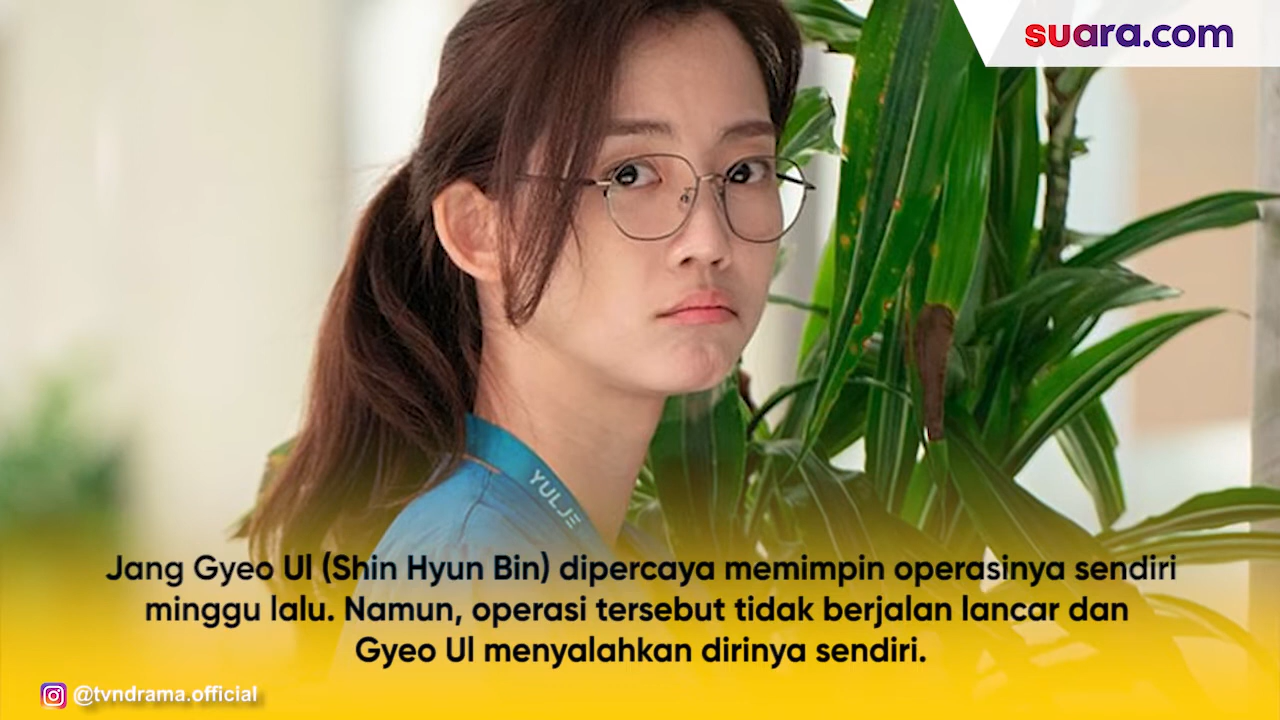 suara.com
YULJE
Jang Gyeo Ul (Shin Hyun Bin) dipercaya memimpin operasinya sendiri
minggu lalu. Namun, operasi tersebut tidak berjalan lancar dan
Gyeo Ul menyalahkan dirinya sendiri.
@tvndrama.official